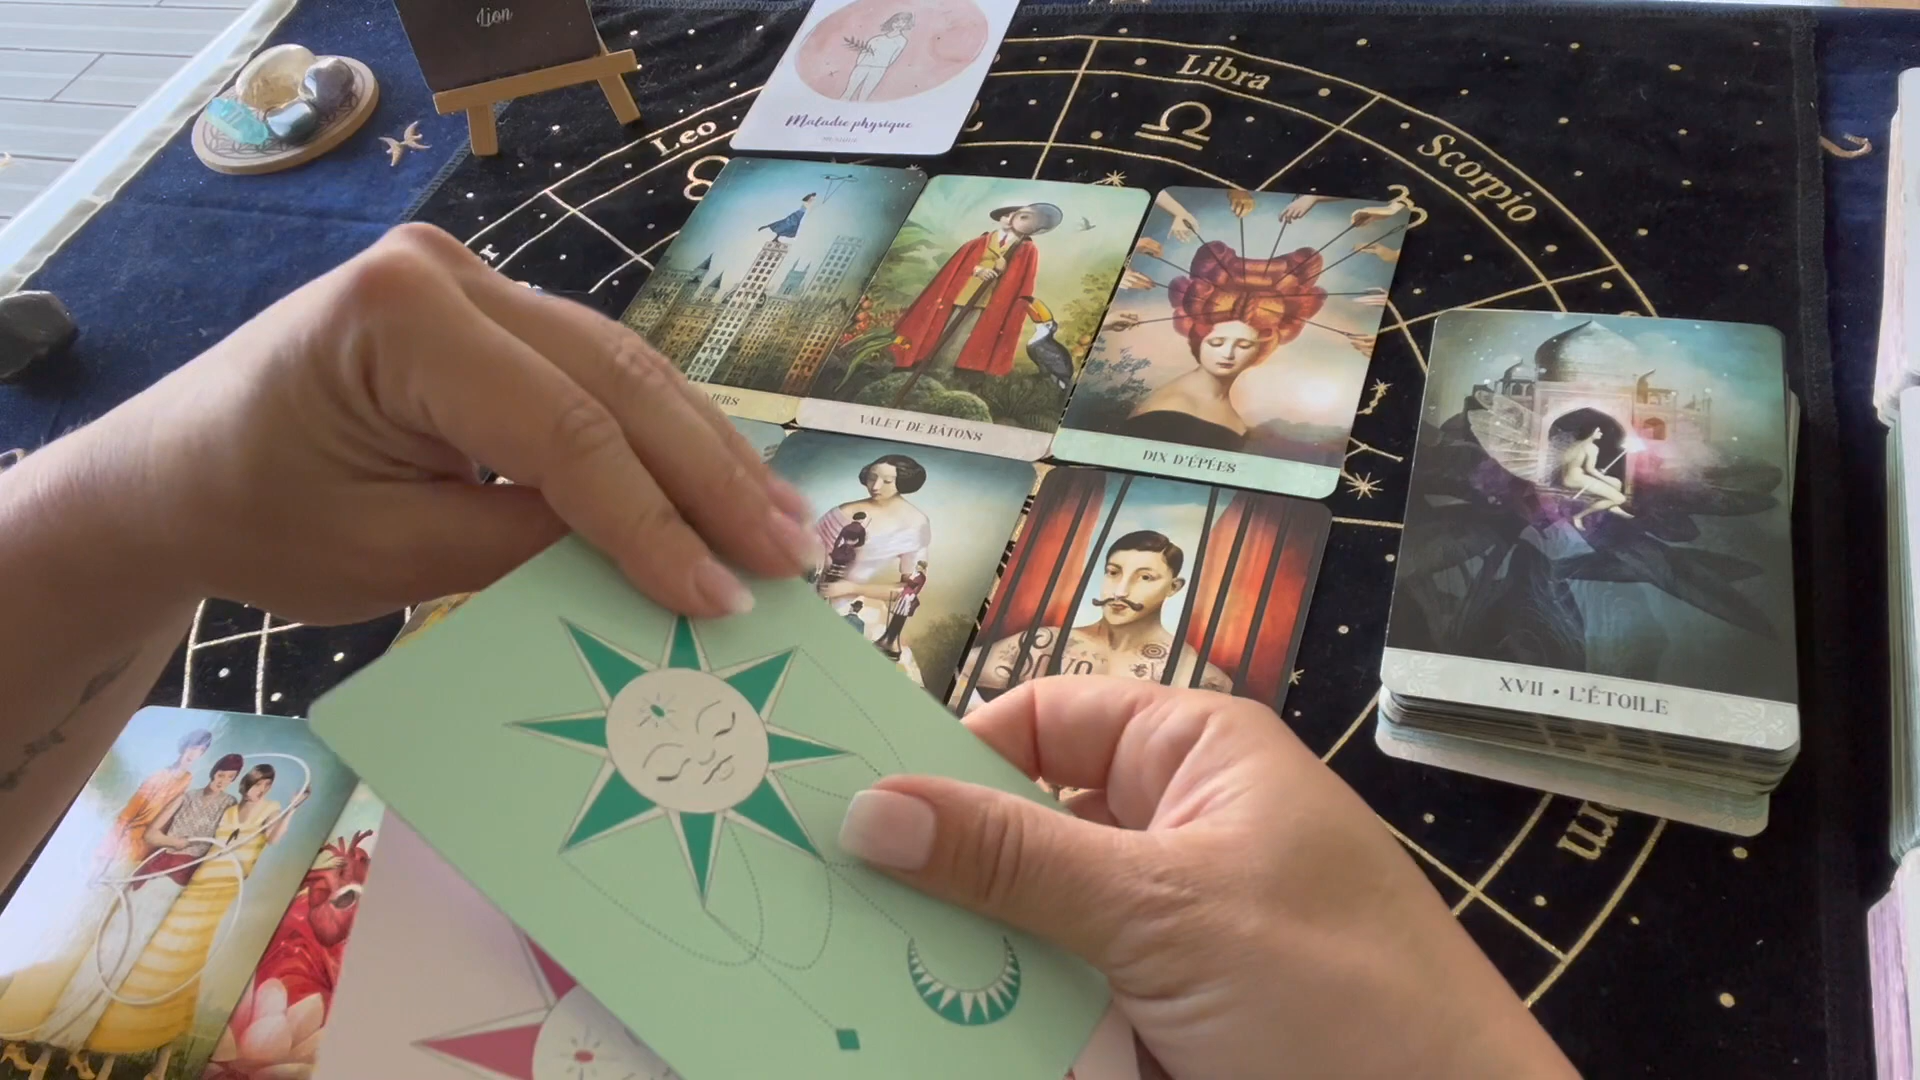 Lion
Maladie physique
Libra
Leo
Scorpio
VALET DE BÂTONS
DIX D'ÉPÉES
XVII • L'ÉTOILE